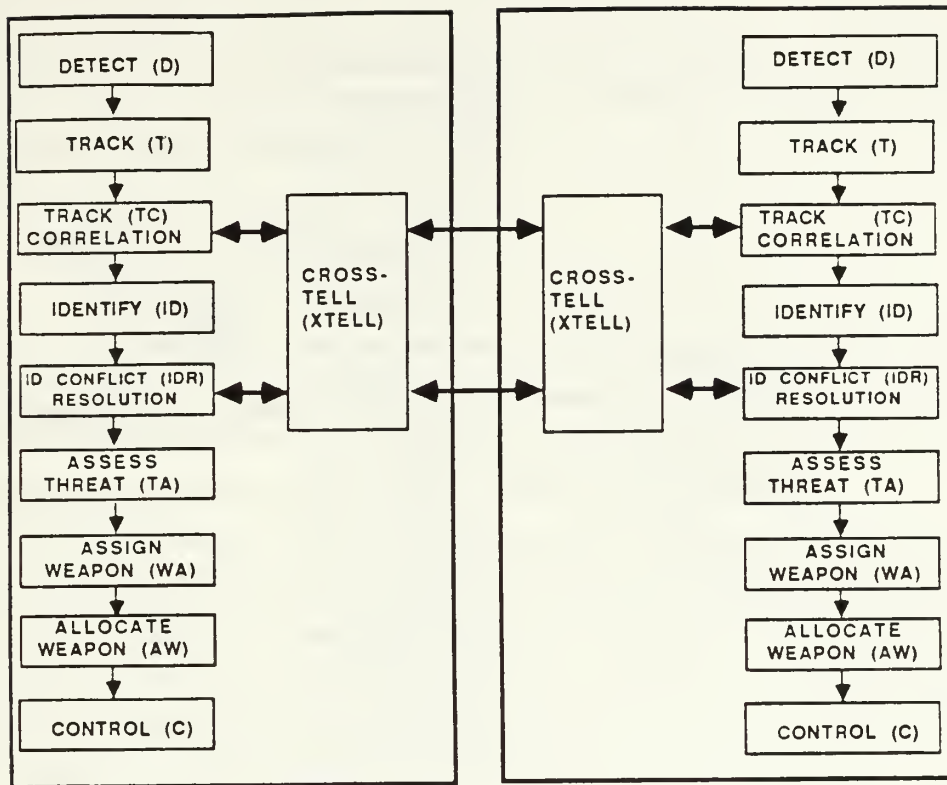 DETECT (D)
TRACK (T)
TRACK (TC)
CORRELATION
IDENTIFY (ID)
ID CONFLICT (IDR)
RESOLUTION
ASSESS
THREAT (TA)
ASSIGN
WEAPON (WA)
ALLOCATE
WEAPON (AW)
CONTROL (C)
CROSS-
TELL
(XTELL)
CROSS-
TELL
(XTELL)
DETECT (D)
TRACK (T)
TRACK (TC)
CORRELATION
IDENTIFY (ID)
ID CONFLICT (IDR)
RESOLUTION
ASSESS
THREAT (TA)
ASSIGN
WEAPON (WA)
ALLOCATE
WEAPON (AW)
CONTROL (C)